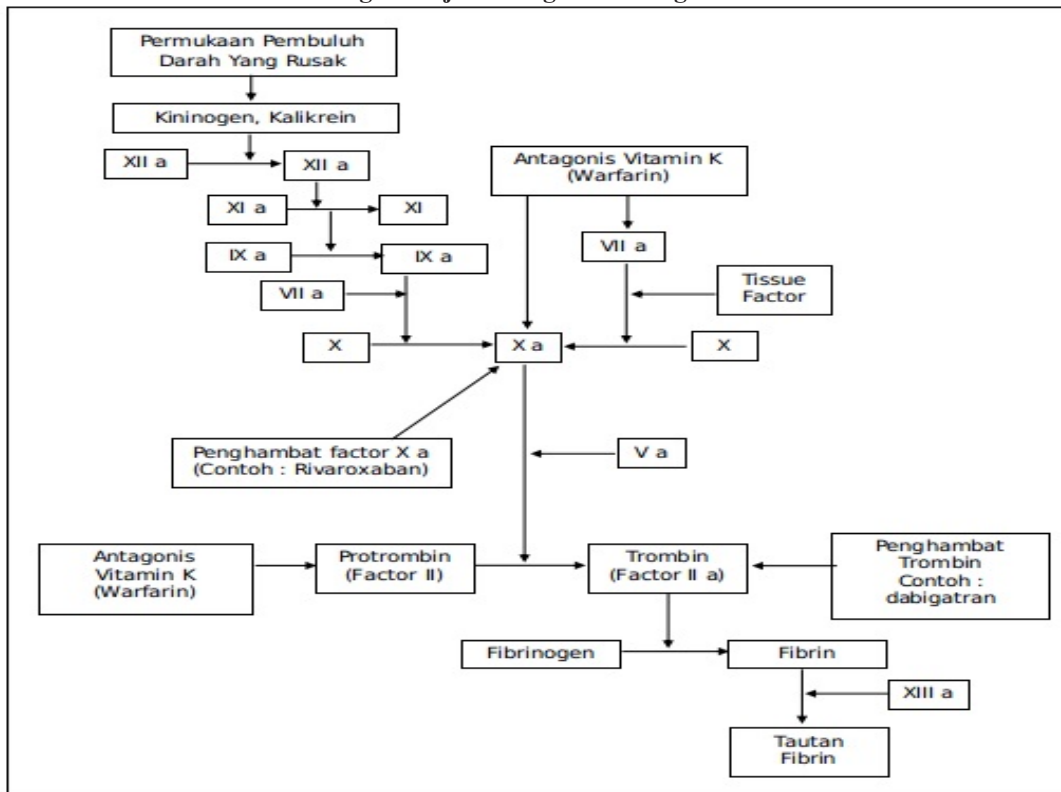 Permukaan Pembuluh
Darah Yang Rusak
Kininogen, Kalikrein
XII a
XII a
Antagonis Vitamin K
(Warfarin)
XI a
XI
VII a
IX a
IX a
Tissue
Factor
VII a
X
X a
X
Penghambat factor X a
(Contoh : Rivaroxaban)
V a
Antagonis
Vitamin K
(Warfarin)
Protrombin
(Factor II)
Trombin
(Factor II a)
Penghambat
Trombin
Contoh :
dabigatran
Fibrinogen
Fibrin
XIII a
Tautan
Fibrin